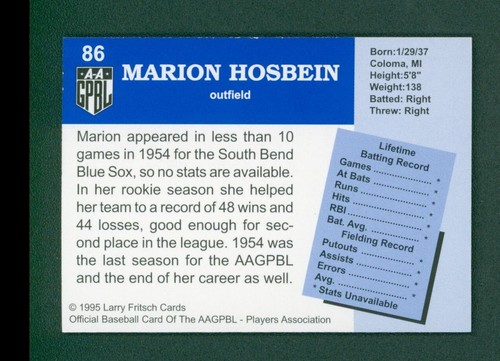 86
A-A
GPBL
MARION HOSBEIN
outfield
Born:1/29/37
Coloma, MI
Height:5'8"
Weight:138
Batted: Right
Threw: Right
Marion appeared in less than 10
games in 1954 for the South Bend
Blue Sox, so no stats are available.
In her rookie season she helped
her team to a record of 48 wins and
44 losses, good enough for sec-
ond place in the league. 1954 was
the last season for the AAGPBL
and the end of her career as well.
Lifetime
Batting Record
Games .................... *
At Bats .................... *
Runs .................... *
Hits .................... *
RBI .................... *
Bat. Avg. .................... *
Fielding Record
Putouts .................... *
Assists .................... *
Errors .................... *
Avg. .................... *
* Stats Unavailable
© 1995 Larry Fritsch Cards
Official Baseball Card Of The AAGPBL - Players Association